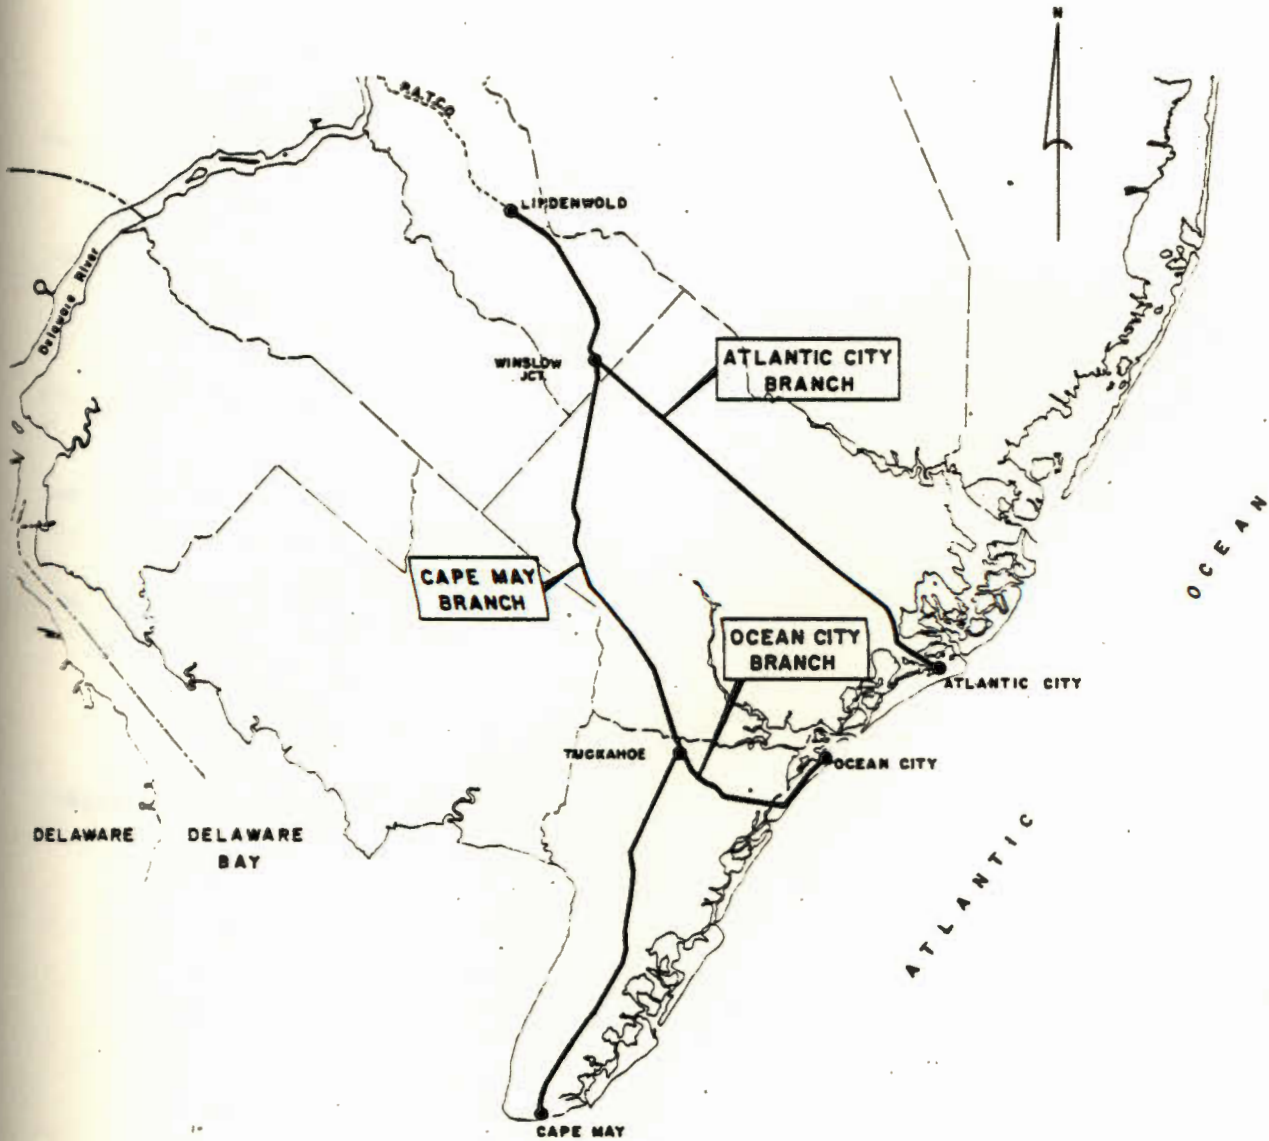 N
PATCO
LINDENWOLD
Delaware River
WINSLOW
JCT.
ATLANTIC CITY
BRANCH
CAPE MAY
BRANCH
OCEAN CITY
BRANCH
ATLANTIC CITY
TUCKAHOE
OCEAN CITY
DELAWARE
DELAWARE
BAY
ATLANTIC
OCEAN
CAPE MAY